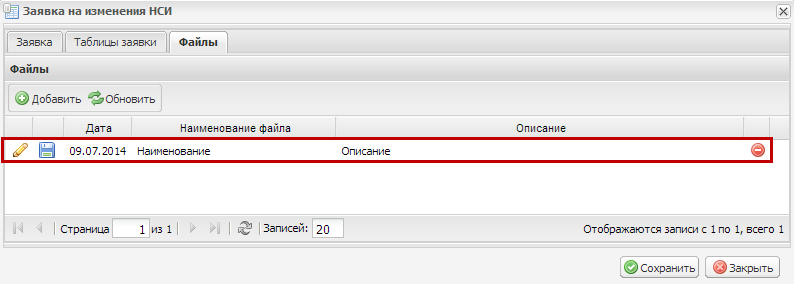 Заявка на изменения НСИ
Заявка Таблицы заявки Файлы
Файлы
Добавить Обновить
Дата Наименование файла Описание
09.07.2014 Наименование Описание
Страница 1 из 1 Записей: 20 Отображаются записи с 1 по 1, всего 1
Сохранить Закрыть